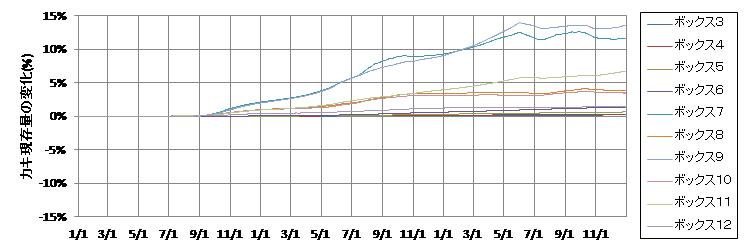 カキ現存量の変化(%)
15%
10%
5%
0%
-5%
-10%
-15%
1/1 3/1 5/1 7/1 9/1 11/1 1/1 3/1 5/1 7/1 9/1 11/1 1/1 3/1 5/1 7/1 9/1 11/1
ボックス3
ボックス4
ボックス5
ボックス6
ボックス7
ボックス8
ボックス9
ボックス10
ボックス11
ボックス12